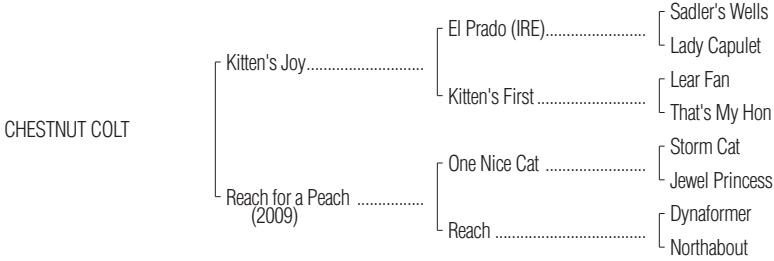 Sadler's Wells
El Prado (IRE)........................
Lady Capulet
Kitten's Joy............................
Lear Fan
Kitten's First..........................
That's My Hon
CHESTNUT COLT
Storm Cat
One Nice Cat ........................
Jewel Princess
Reach for a Peach ................
(2009)
Dynaformer
Reach ....................................
Northabout